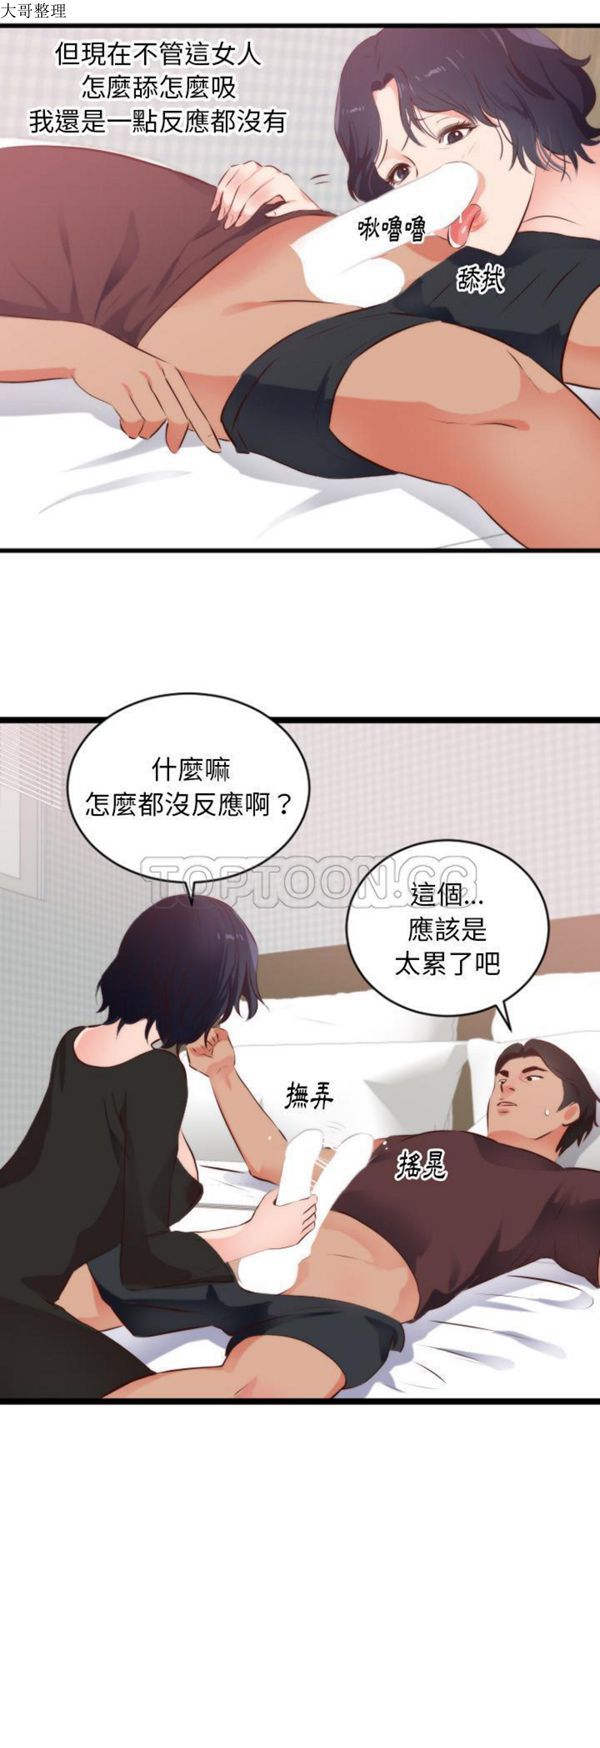 大哥整理
但現在不管這女人
怎麼舔怎麼吸
我還是一點反應都沒有
啾嚕嚕
舔拭
什麼嘛
怎麼都沒反應啊？
TOPTOON.CC
這個…
應該是
太累了吧
撫弄
搖晃